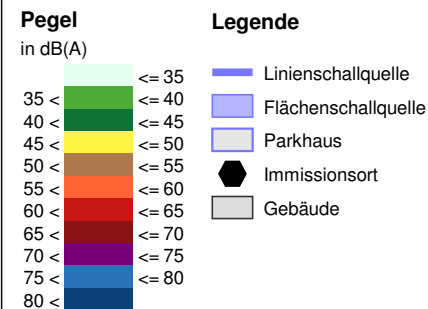 Pegel
in dB(A)
<= 35
35 < <= 40
40 < <= 45
45 < <= 50
50 < <= 55
55 < <= 60
60 < <= 65
65 < <= 70
70 < <= 75
75 < <= 80
80 <
Legende
Linienschallquelle
Flächenschallquelle
Parkhaus
Immissionsort
Gebäude